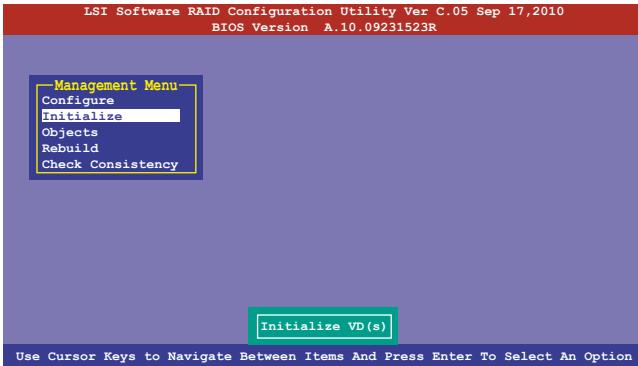 LSI Software RAID Configuration Utility Ver C.05 Sep 17,2010
BIOS Version A.10.09231523R
Management Menu
Configure
Initialize
Objects
Rebuild
Check Consistency
Initialize VD(s)
Use Cursor Keys to Navigate Between Items And Press Enter To Select An Option